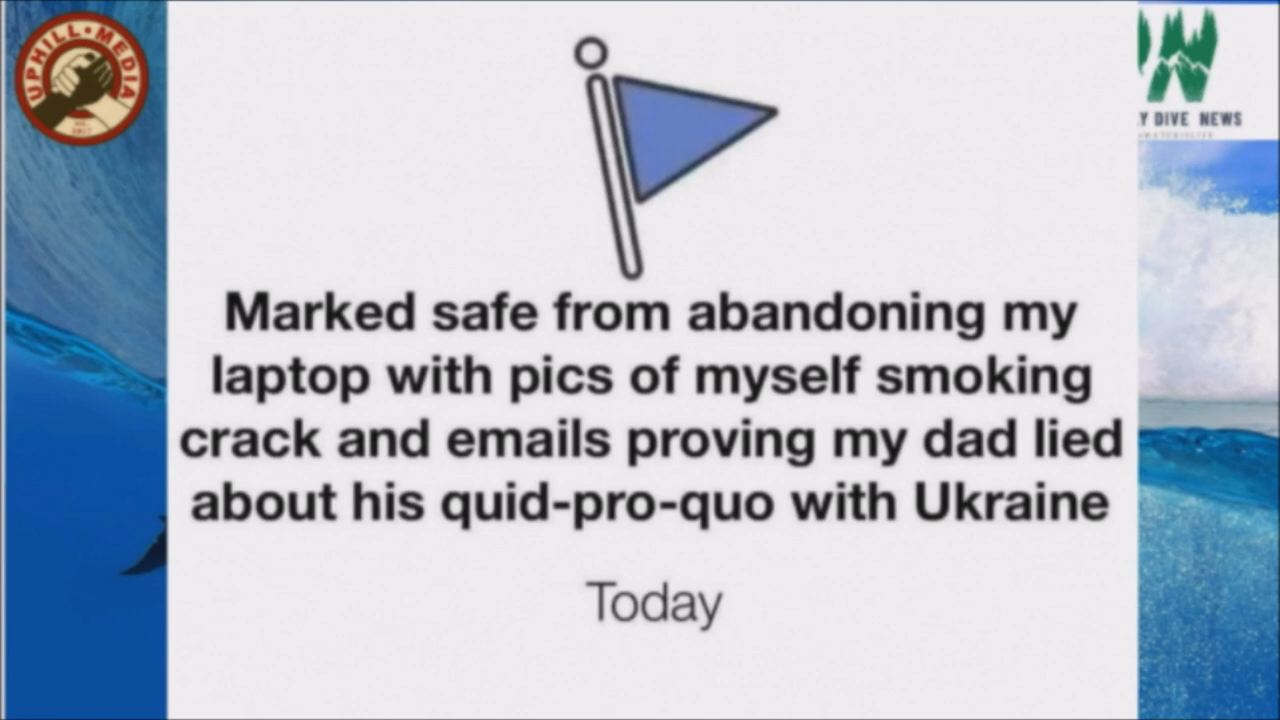 UPHILL • MEDIA
Y DIVE NEWS
Marked safe from abandoning my
laptop with pics of myself smoking
crack and emails proving my dad lied
about his quid-pro-quo with Ukraine
Today